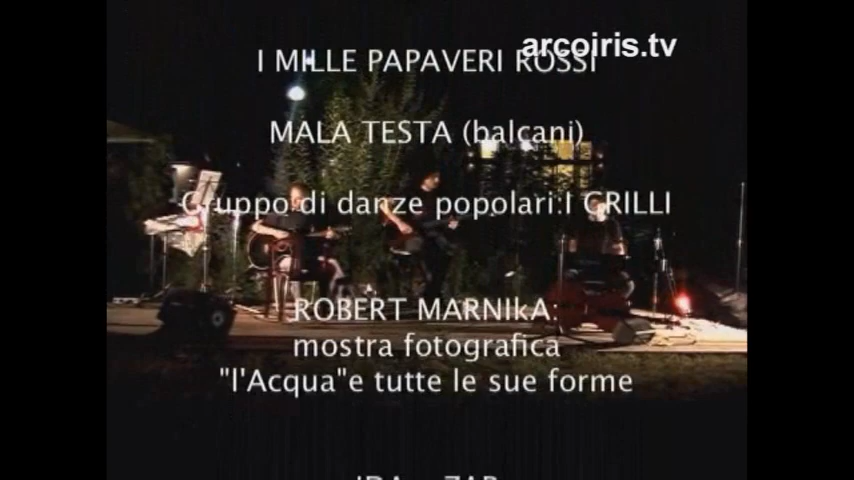 arcoiris.tv
I MILLE PAPAVERI ROSSI
MALA TESTA (balcani)
Gruppo di danze popolari:I GRILLI
ROBERT MARNIkA:
mostra fotografica
"l'Acqua"e tutte le sue forme